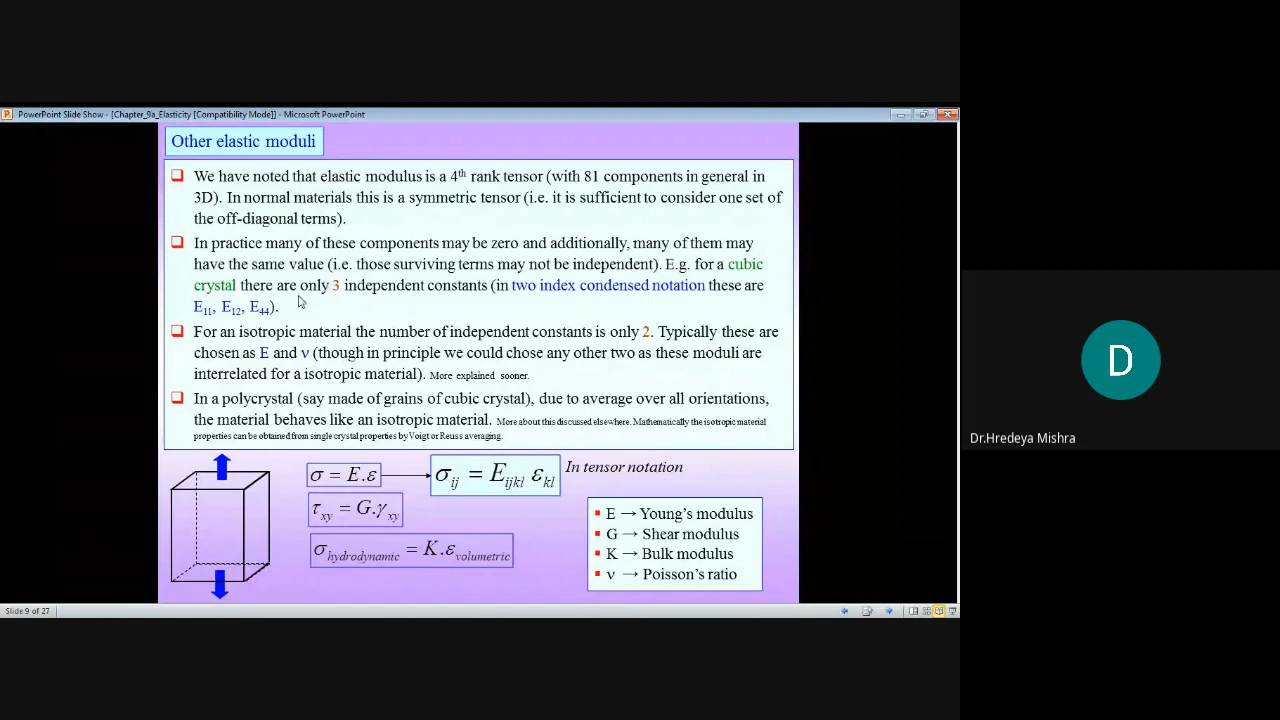 PowerPoint Slide Show - [Chapter_9a_Elasticity [Compatibility Mode]] - Microsoft PowerPoint
Other elastic moduli
We have noted that elastic modulus is a 4th rank tensor (with 81 components in general in
3D). In normal materials this is a symmetric tensor (i.e. it is sufficient to consider one set of
the off-diagonal terms).
In practice many of these components may be zero and additionally, many of them may
have the same value (i.e. those surviving terms may not be independent). E.g. for a cubic
crystal there are only 3 independent constants (in two index condensed notation these are
E11, E12, E44).
For an isotropic material the number of independent constants is only 2. Typically these are
chosen as E and ν (though in principle we could chose any other two as these moduli are
interrelated for a isotropic material). More explained sooner.
In a polycrystal (say made of grains of cubic crystal), due to average over all orientations,
the material behaves like an isotropic material. More about this discussed elsewhere. Mathematically the isotropic material
properties can be obtained from single crystal properties by Voigt or Reuss averaging.
σ = E.ε
σij = Eijkl εkl
In tensor notation
τxy = G.γxy
σhydrodynamic = K.εvolumetric
E → Young's modulus
G → Shear modulus
K → Bulk modulus
ν → Poisson's ratio
Slide 9 of 27
D
Dr.Hredeya Mishra